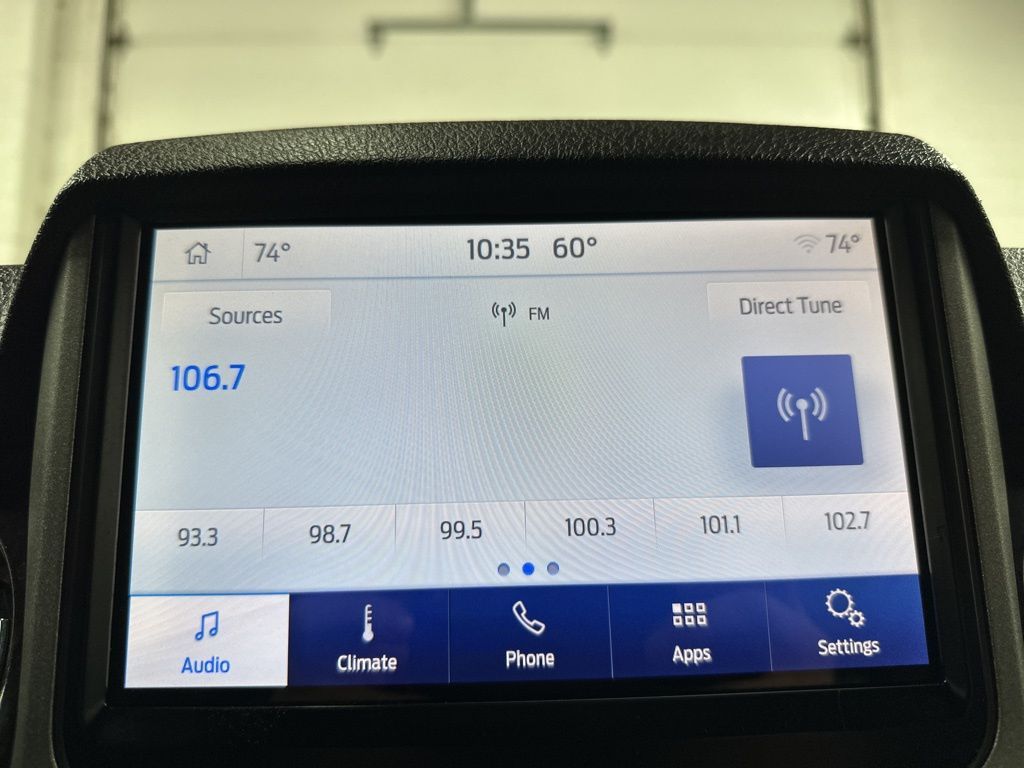 74° 10:35 60° 74°
Sources FM Direct Tune
106.7
93.3 98.7 99.5 100.3 101.1 102.7
Audio Climate Phone Apps Settings